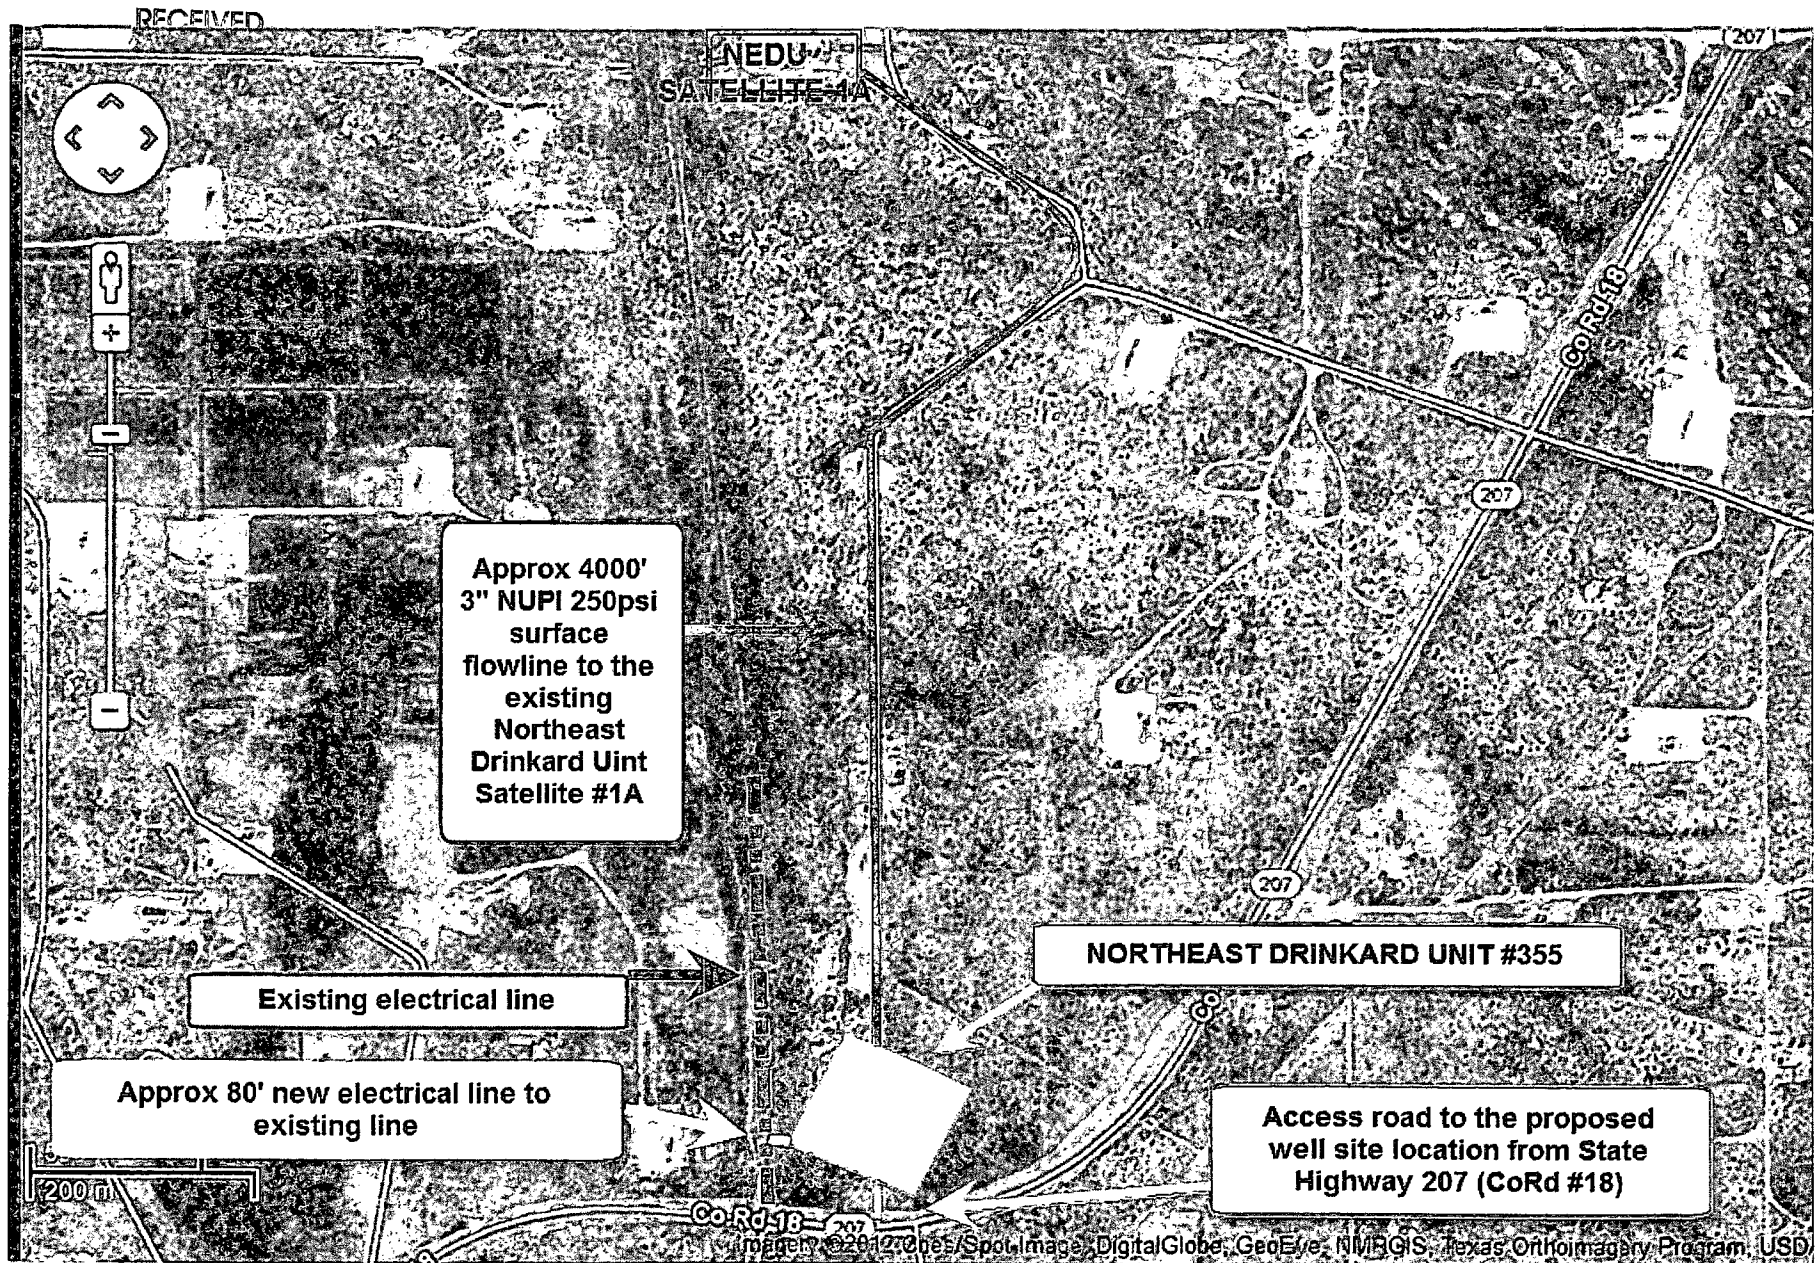 RECEIVED
207
NEDU
SATELLITE 1A
Co Rd 18
207
Approx 4000'
3" NUPI 250psi
surface
flowline to the
existing
Northeast
Drinkard Uint
Satellite #1A
207
NORTHEAST DRINKARD UNIT #355
Existing electrical line
Co
Approx 80' new electrical line to
existing line
Access road to the proposed
well site location from State
Highway 207 (CoRd #18)
200 m
Co Rd 18
207
Imagery ©2012 Cnes/Spot Image, DigitalGlobe, GeoEye, NMRGIS, Texas Orthoimagery Program, USD